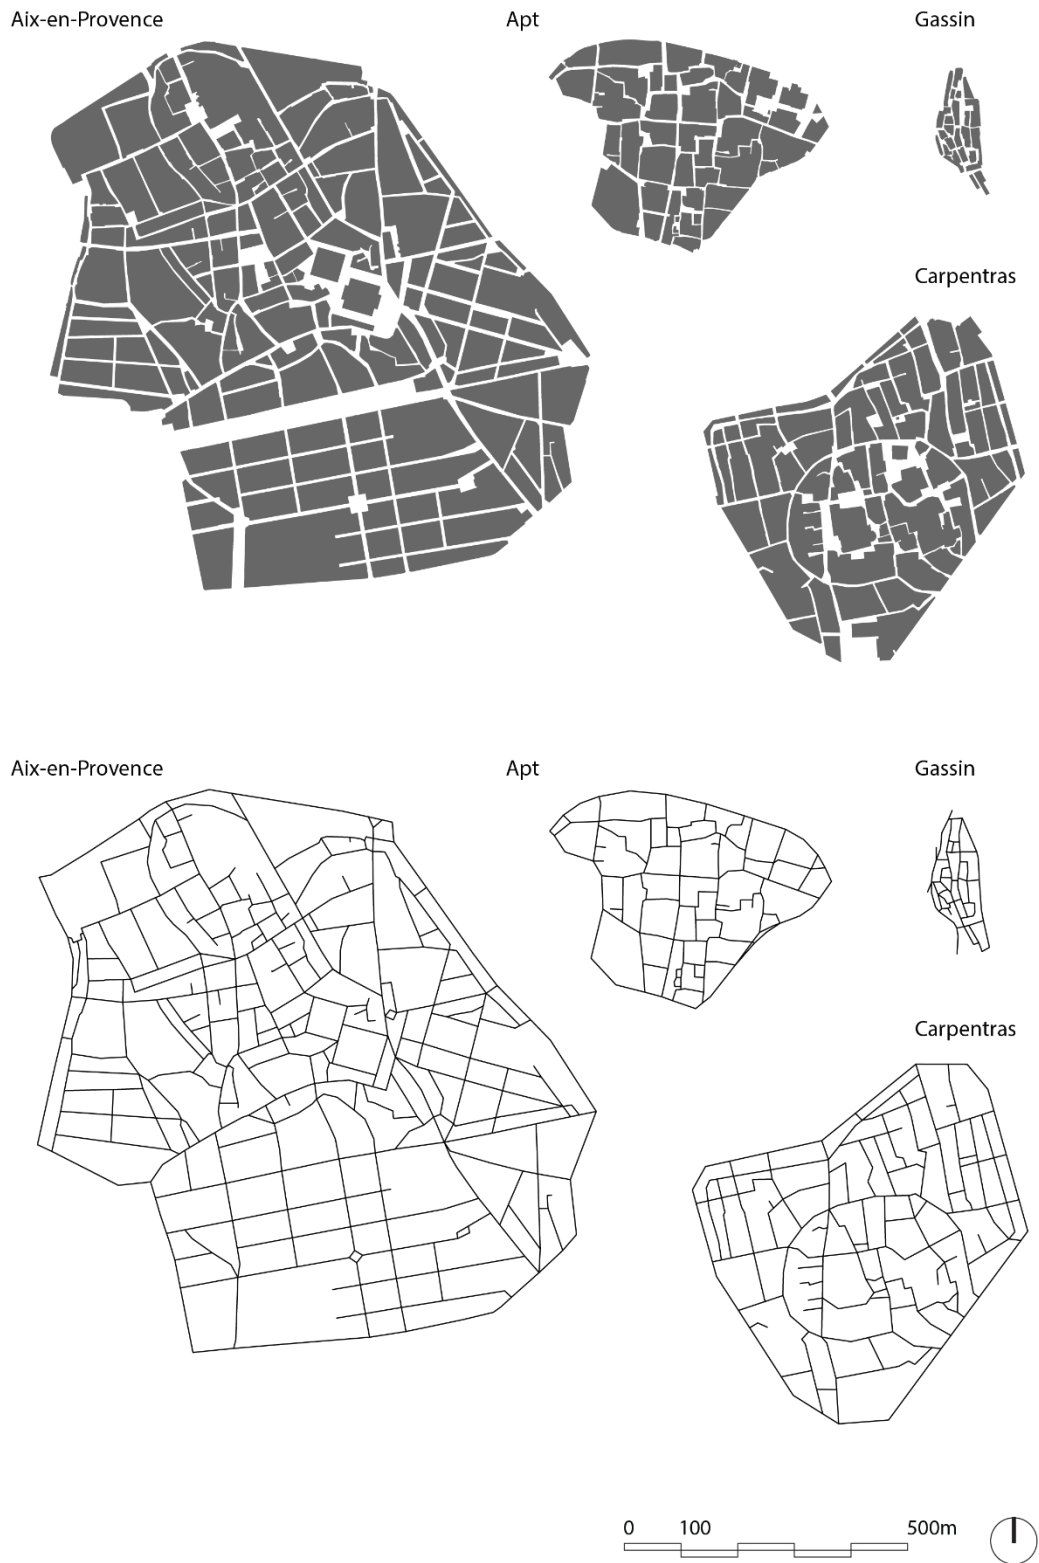 Aix-en-Provence
Apt
Gassin
Carpentras
Aix-en-Provence
Apt
Gassin
Carpentras
0 100 500m